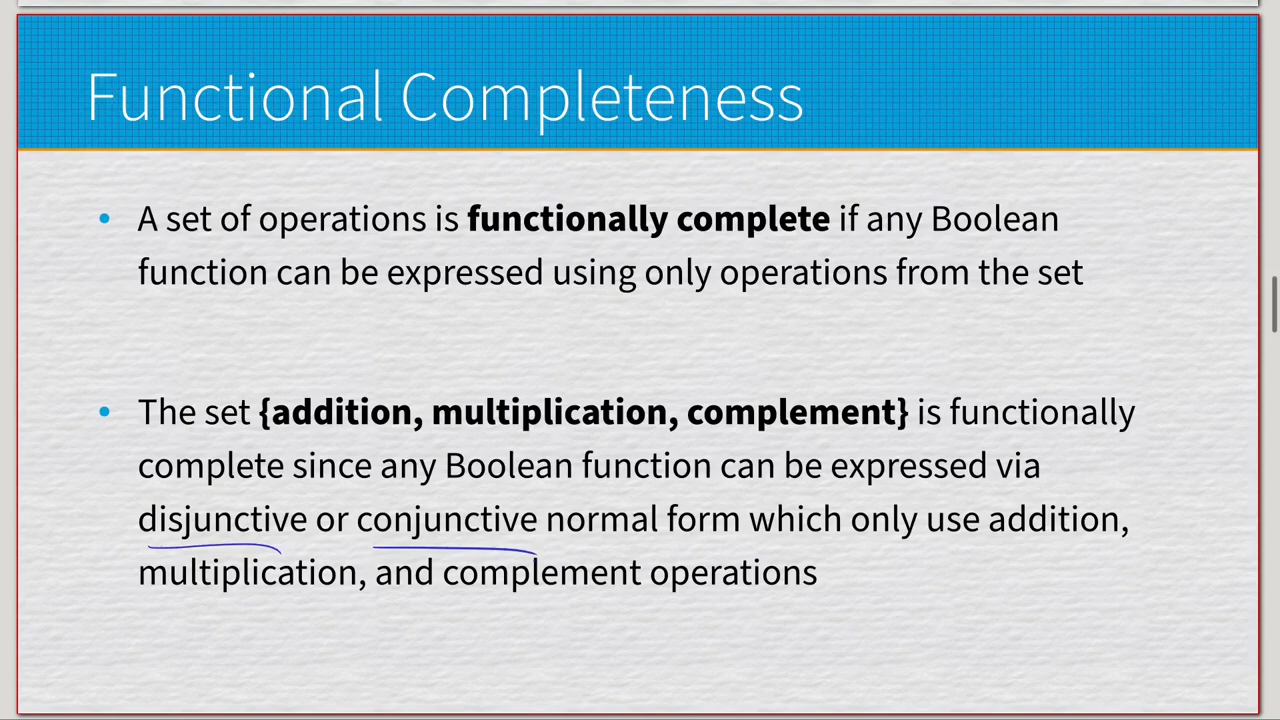 Functional Completeness
• A set of operations is functionally complete if any Boolean
function can be expressed using only operations from the set
• The set {addition, multiplication, complement} is functionally
complete since any Boolean function can be expressed via
disjunctive or conjunctive normal form which only use addition,
multiplication, and complement operations